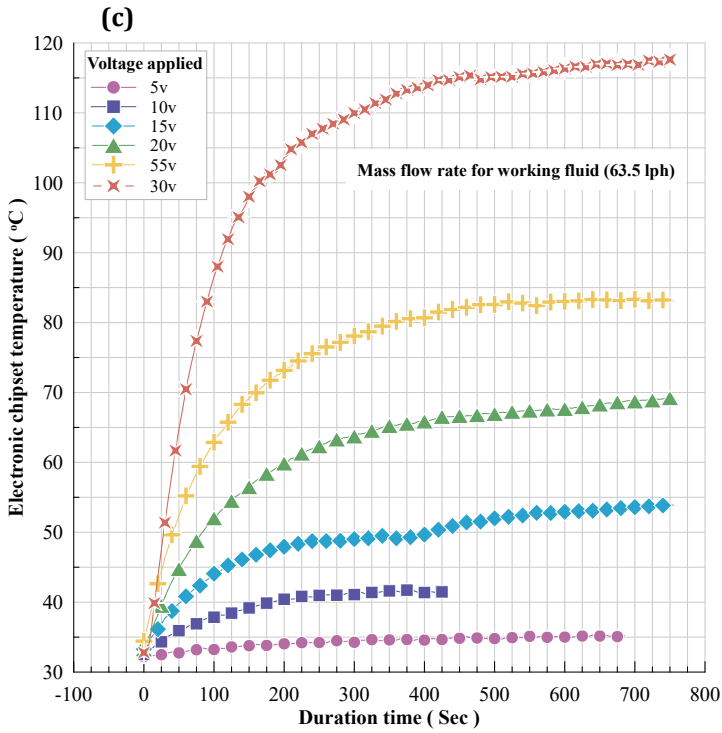 (c)
120
110
100
90
80
70
60
50
40
30
Electronic chipset temperature ( °C)
Voltage applied
5v
10v
15v
20v
55v
30v
Mass flow rate for working fluid (63.5 lph)
-100 0 100 200 300 400 500 600 700 800
Duration time ( Sec )